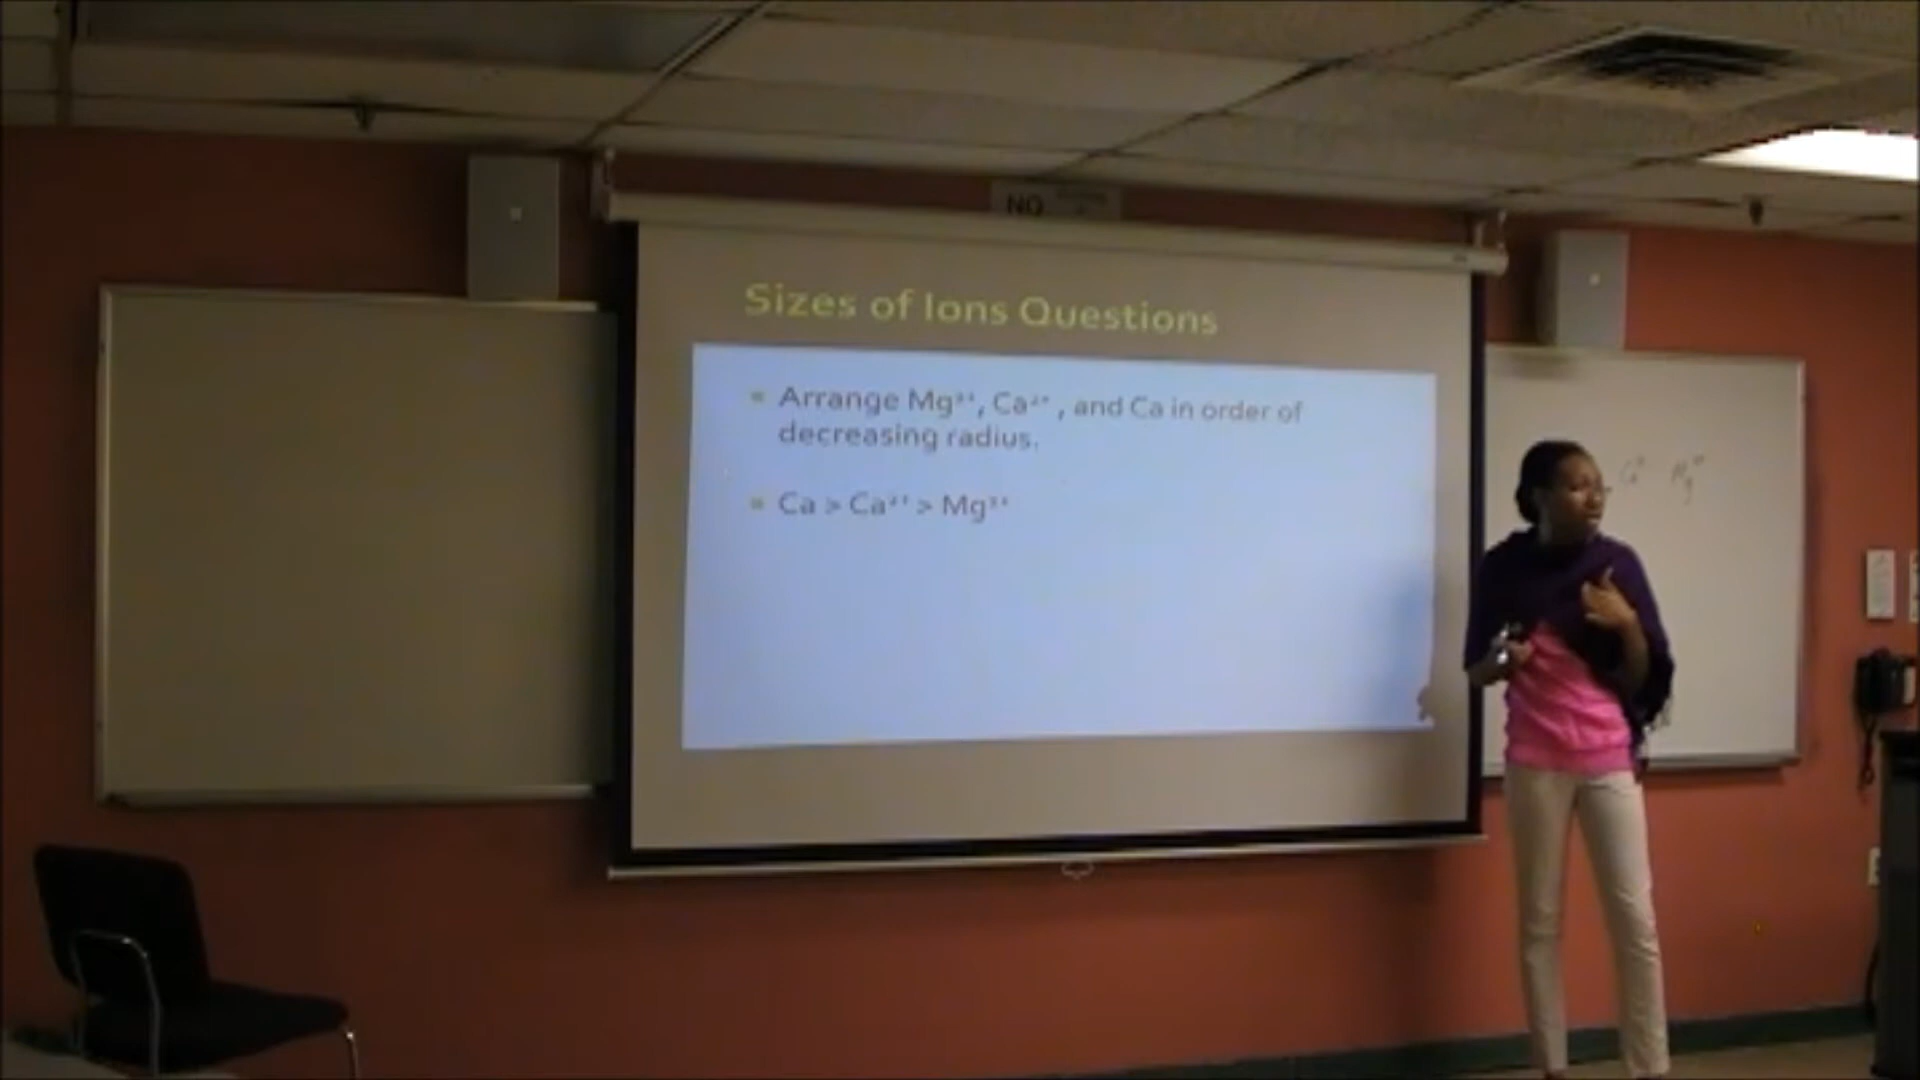 NO
Sizes of Ions Questions
Arrange Mg²⁺, Ca²⁺ , and Ca in order of
decreasing radius.
Ca > Ca²⁺ > Mg²⁺